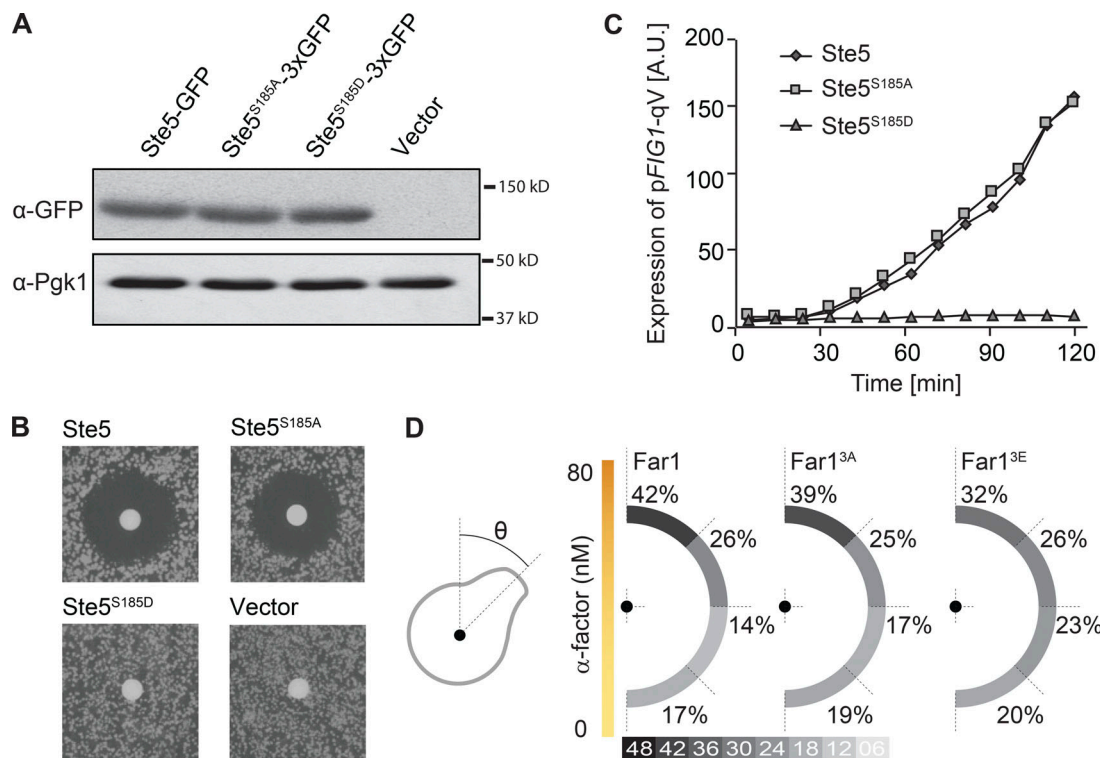 A
Ste5-GFP
Ste5S185A-3xGFP
Ste5S185D-3xGFP
Vector
α-GFP
150 kD
α-Pgk1
50 kD
37 kD
B
Ste5
Ste5S185A
Ste5S185D
Vector
C
Expression of pFIG1-qV [A.U.]
200
150
100
50
0
Ste5
Ste5S185A
Ste5S185D
0 30 60 90 120
Time [min]
D
θ
α-factor (nM)
80
0
Far1
42%
26%
14%
17%
Far13A
39%
25%
17%
19%
Far13E
32%
26%
23%
20%
48 42 36 30 24 18 12 06